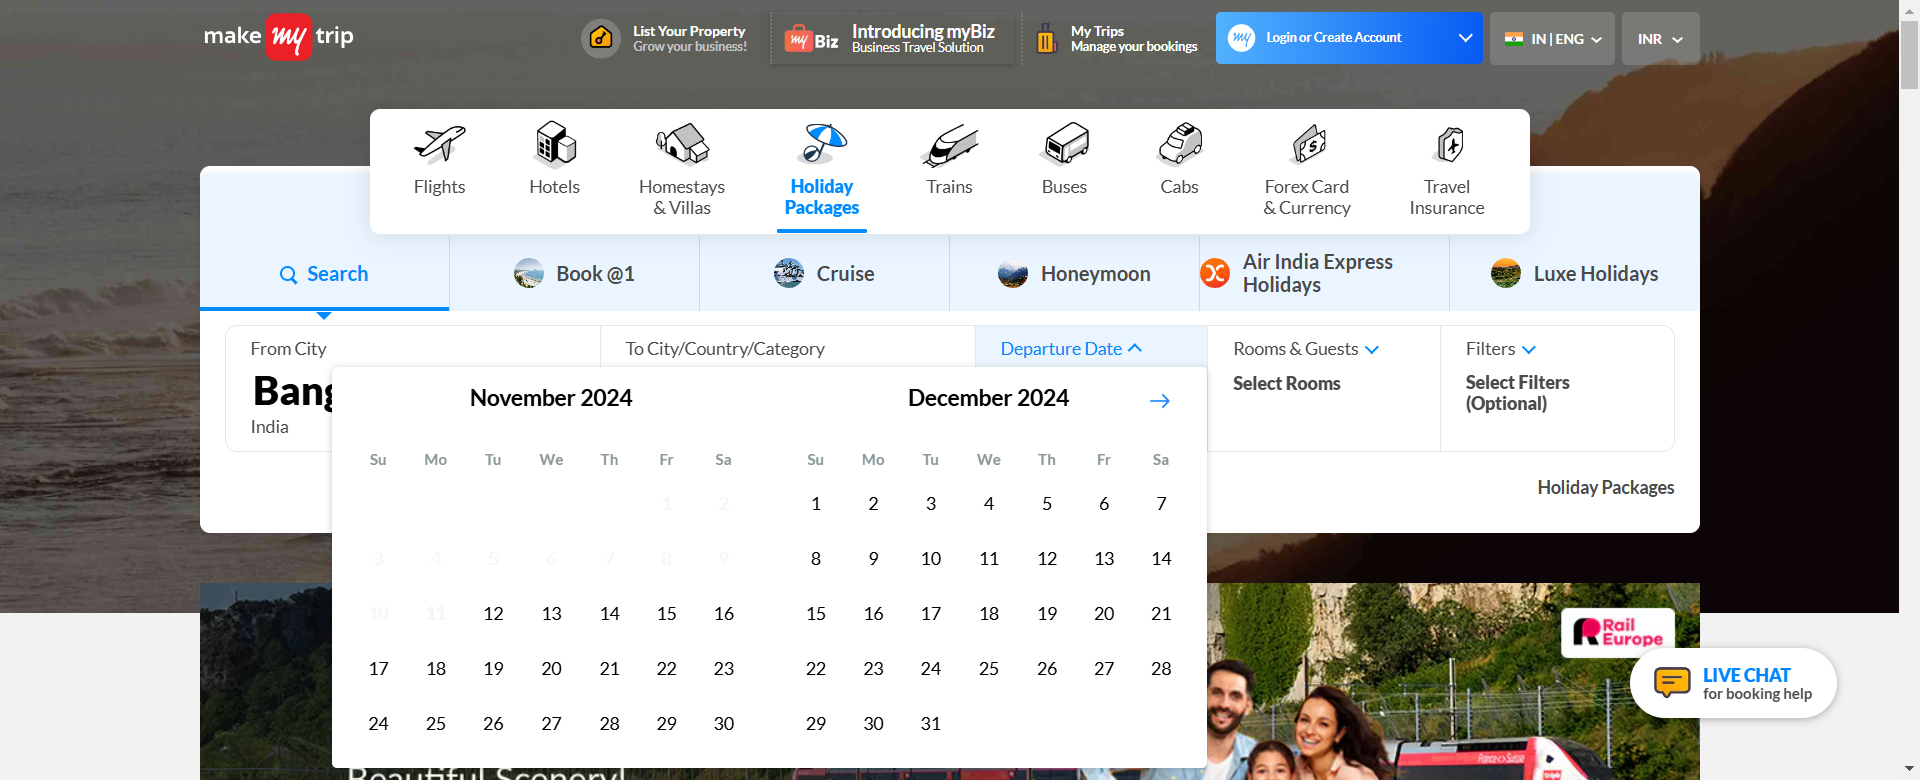 make my trip
List Your Property
Grow your business!
my Biz
Introducing myBiz
Business Travel Solution
My Trips
Manage your bookings
my
Login or Create Account
IN | ENG
INR
Flights
Hotels
Homestays
& Villas
Holiday
Packages
Trains
Buses
Cabs
Forex Card
& Currency
Travel
Insurance
Search
Book @1
Cruise
Honeymoon
Air India Express
Holidays
Luxe Holidays
From City
To City/Country/Category
Departure Date
Rooms & Guests
Filters
Bang
India
Select Rooms
Select Filters
(Optional)
November 2024
December 2024
Su Mo Tu We Th Fr Sa
1 2
3 4 5 6 7 8 9
10 11 12 13 14 15 16
17 18 19 20 21 22 23
24 25 26 27 28 29 30
Su Mo Tu We Th Fr Sa
1 2 3 4 5 6 7
8 9 10 11 12 13 14
15 16 17 18 19 20 21
22 23 24 25 26 27 28
29 30 31
Holiday Packages
Rail
Europe
LIVE CHAT
for booking help
Beautiful Scenery!